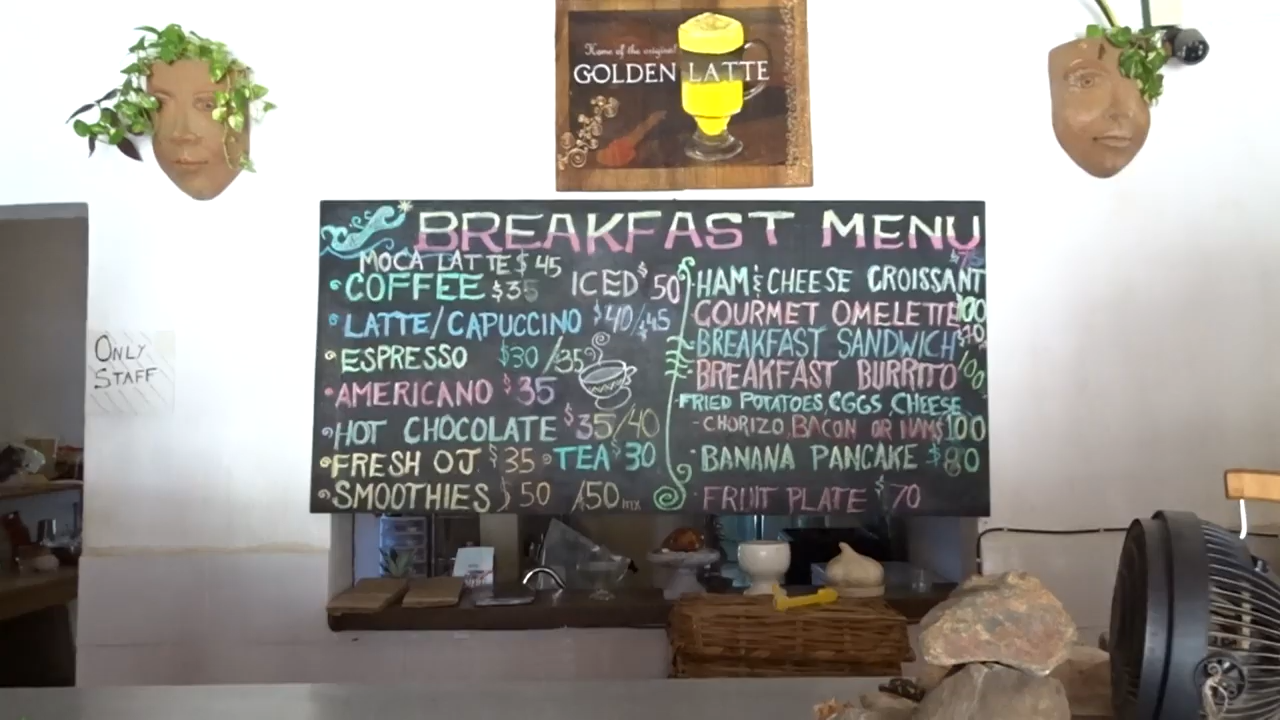 Home of the original
GOLDEN LATTE
BREAKFAST MENU
MOCA LATTE $45
COFFEE $35 ICED $50
LATTE/CAPUCCINO $40/$45
ESPRESSO $30/35
AMERICANO $35
HOT CHOCOLATE $35/40
FRESH OJ $35 TEA $30
SMOOTHIES $50 /$50 mx
$75
HAM & CHEESE CROISSANT
GOURMET OMELETTE 100
BREAKFAST SANDWICH $70
BREAKFAST BURRITO 100
FRIED POTATOES, EGGS, CHEESE
- CHORIZO, BACON OR HAM $100
- BANANA PANCAKE $80
- FRUIT PLATE $70
ONLY
STAFF